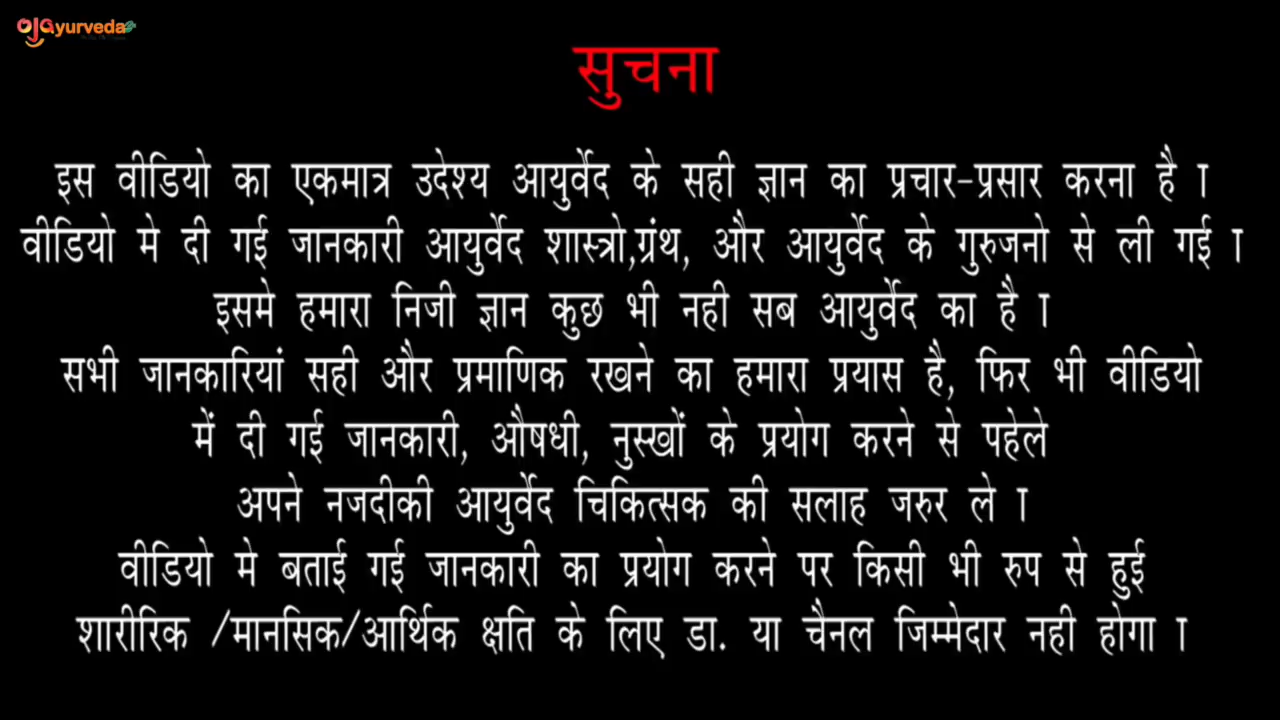 OJAyurveda
सुचना
इस वीडियो का एकमात्र उदेश्य आयुर्वेद के सही ज्ञान का प्रचार-प्रसार करना है ा
वीडियो मे दी गई जानकारी आयुर्वेद शास्त्रो,ग्रंथ, और आयुर्वेद के गुरुजनो से ली गई ा
इसमे हमारा निजी ज्ञान कुछ भी नही सब आयुर्वेद का है ा
सभी जानकारियां सही और प्रमाणिक रखने का हमारा प्रयास है, फिर भी वीडियो
में दी गई जानकारी, औषधी, नुस्खों के प्रयोग करने से पहेले
अपने नजदीकी आयुर्वेद चिकित्सक की सलाह जरुर ले ा
वीडियो मे बताई गई जानकारी का प्रयोग करने पर किसी भी रुप से हुई
शारीरिक /मानसिक/आर्थिक क्षति के लिए डा. या चैनल जिम्मेदार नही होगा ा